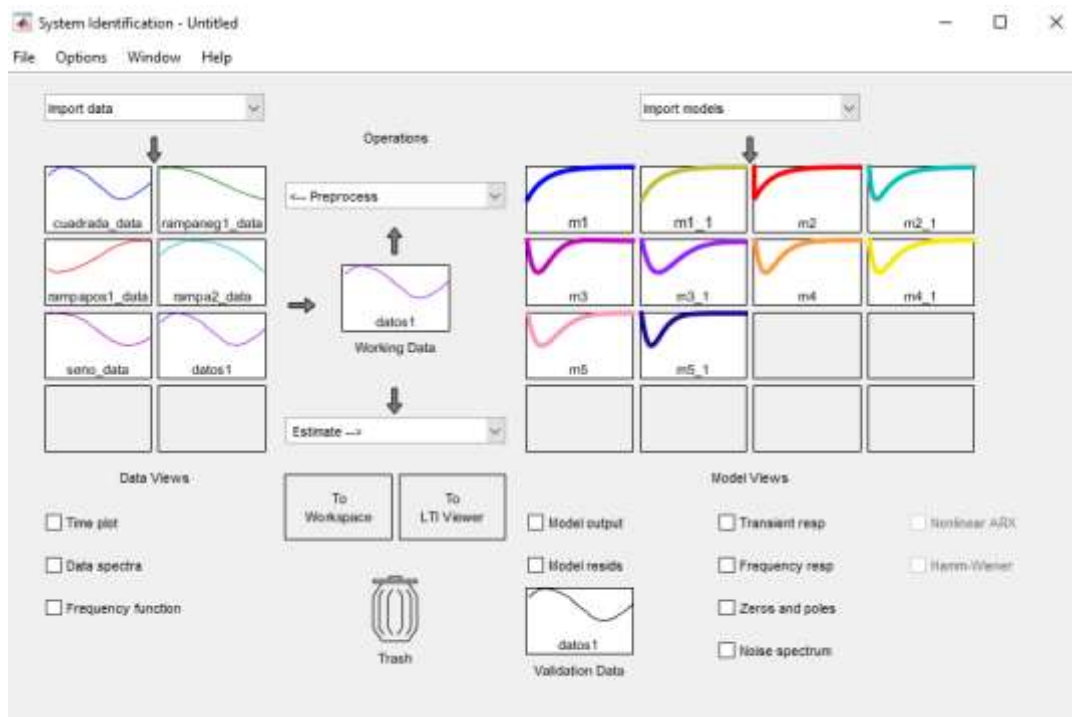 System Identification - Untitled
File Options Window Help
Import data
Import models
Operations
<-- Preprocess
cuadrada_data
rampaneg1_data
rampapos1_data
rampa2_data
seno_data
datos1
datos1
Working Data
Estimate -->
m1
m1_1
m2
m2_1
m3
m3_1
m4
m4_1
m5
m5_1
Data Views
Time plot
Data spectra
Frequency function
To
Workspace
To
LTI Viewer
Trash
Model Views
Model output
Transient resp
Nonlinear ARX
Model resids
Frequency resp
Hamm-Wiener
Zeros and poles
Noise spectrum
datos1
Validation Data